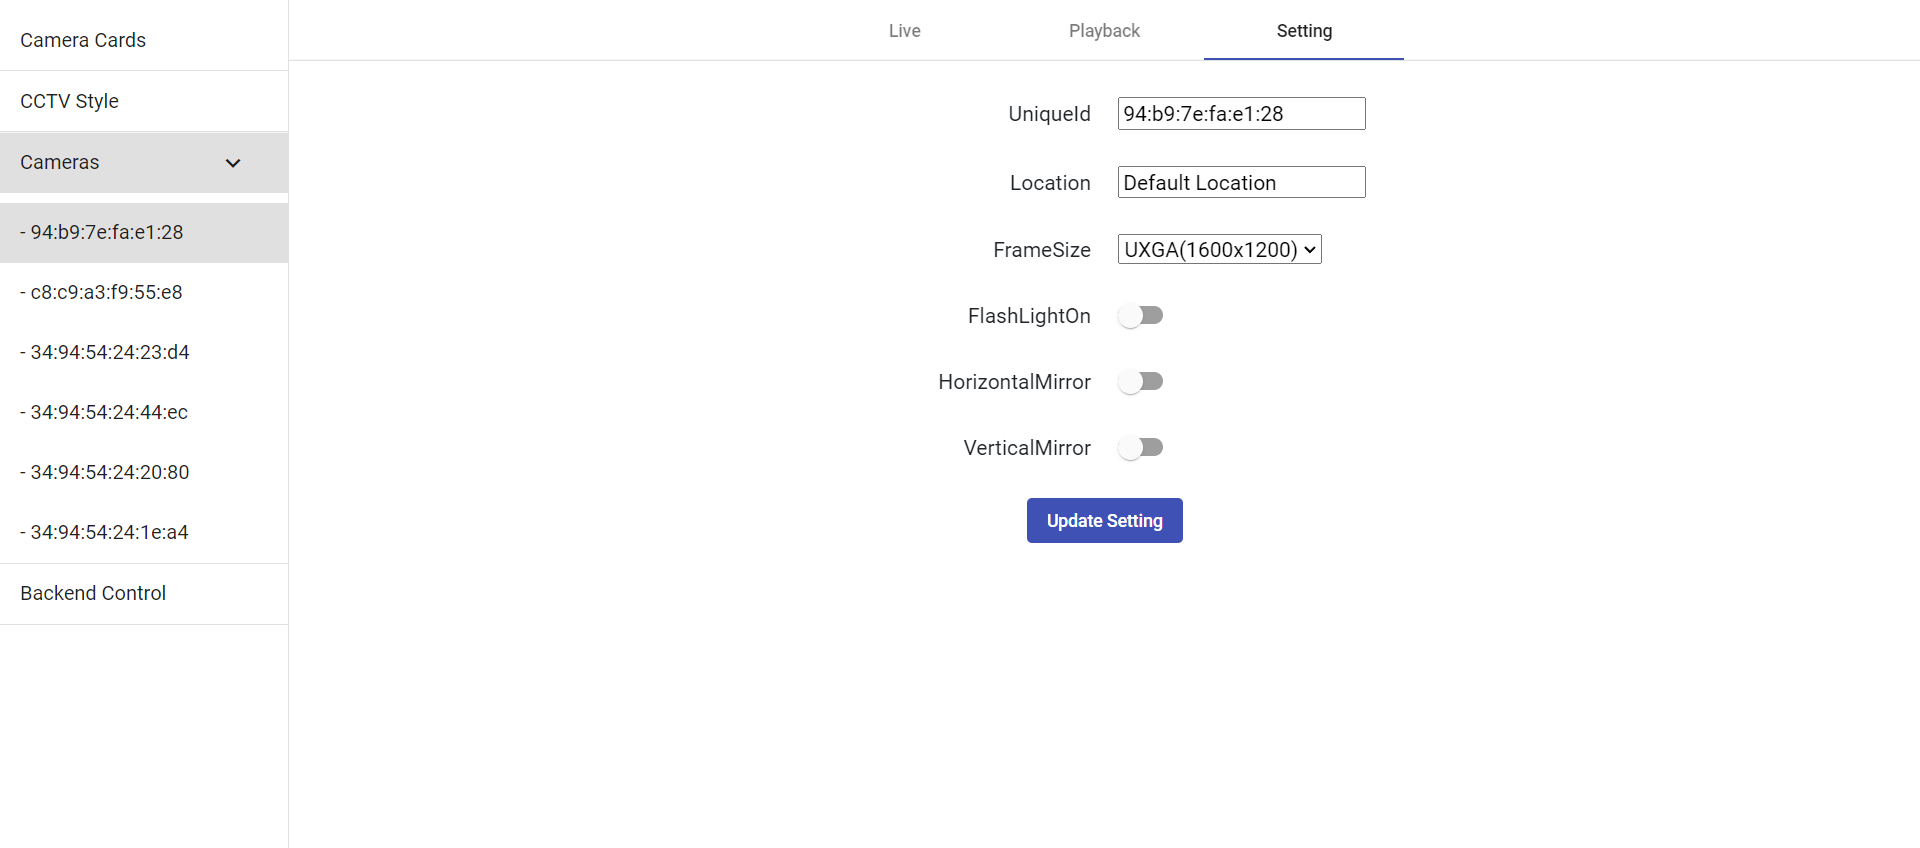 Camera Cards
CCTV Style
Cameras
- 94:b9:7e:fa:e1:28
- c8:c9:a3:f9:55:e8
- 34:94:54:24:23:d4
- 34:94:54:24:44:ec
- 34:94:54:24:20:80
- 34:94:54:24:1e:a4
Backend Control
Live Playback Setting
UniqueId 94:b9:7e:fa:e1:28
Location Default Location
FrameSize UXGA(1600x1200)
FlashLightOn
HorizontalMirror
VerticalMirror
Update Setting